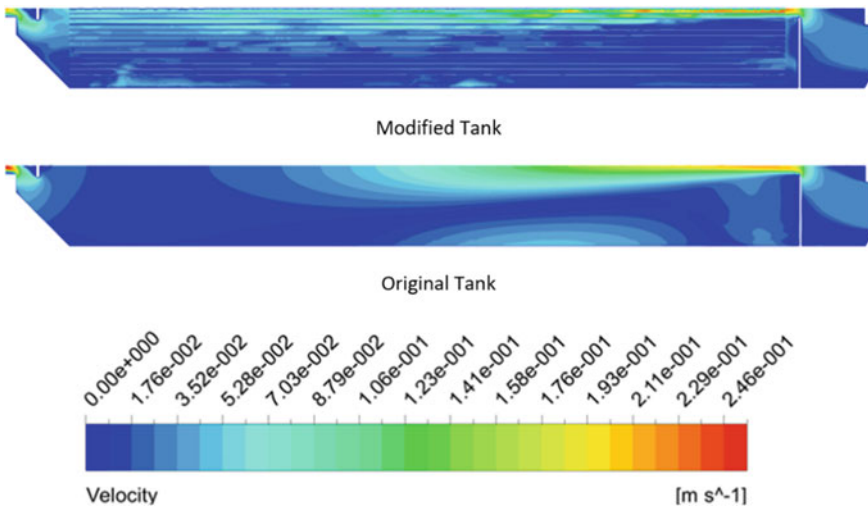 Modified Tank
Original Tank
0.00e+000
1.76e-002
3.52e-002
5.28e-002
7.03e-002
8.79e-002
1.06e-001
1.23e-001
1.41e-001
1.58e-001
1.76e-001
1.93e-001
2.11e-001
2.29e-001
2.46e-001
Velocity
[m s^-1]